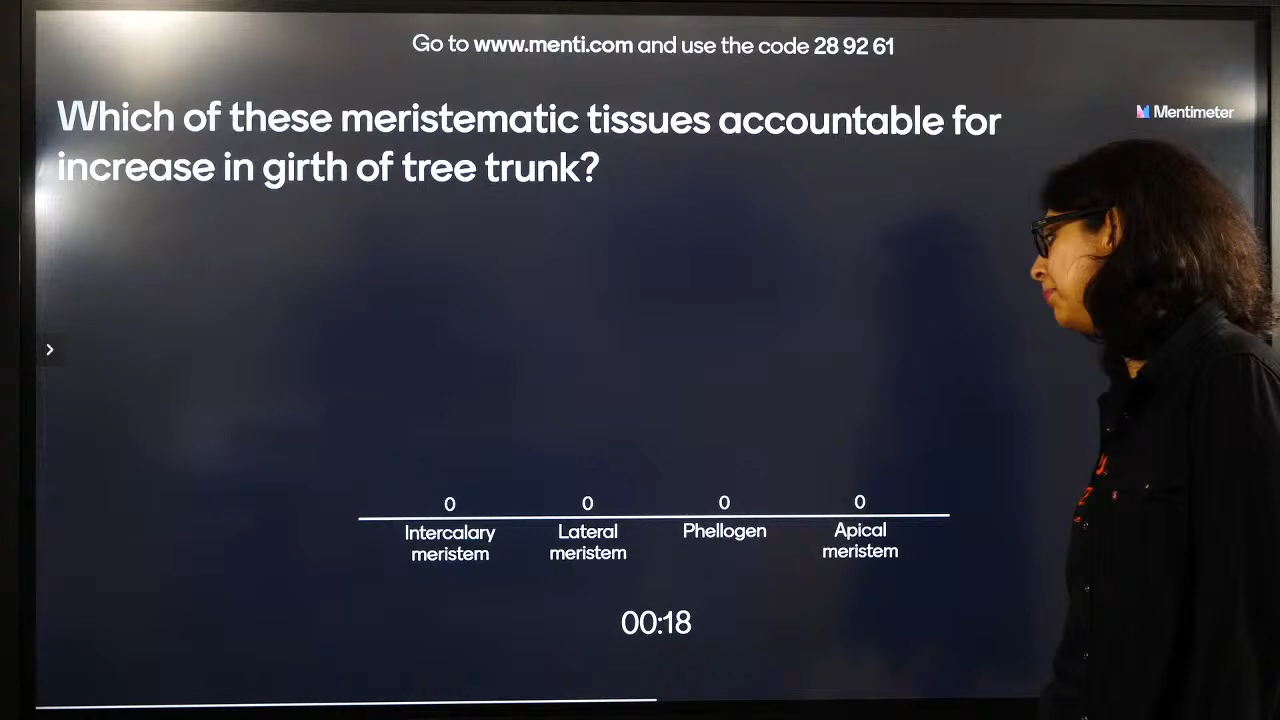 Go to www.menti.com and use the code 28 92 61
Which of these meristematic tissues accountable for
increase in girth of tree trunk?
Mentimeter
0
0
0
0
Intercalary
meristem
Lateral
meristem
Phellogen
Apical
meristem
00:18